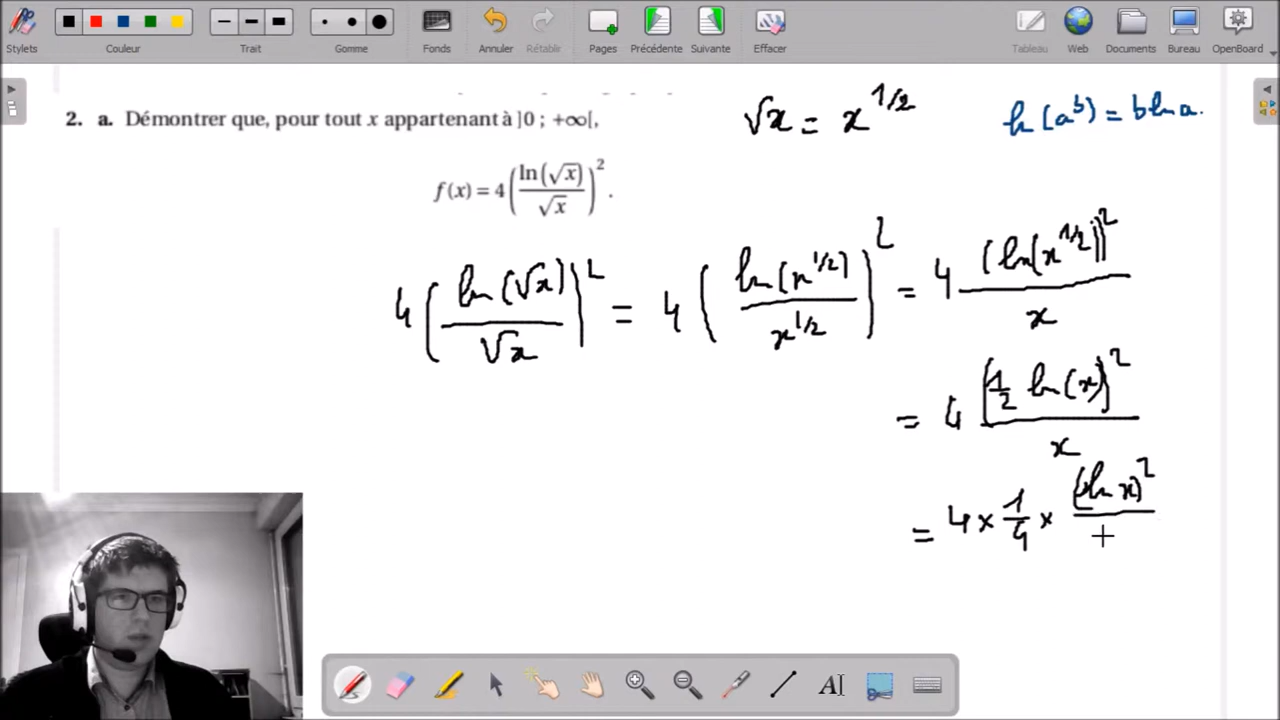 Stylets Couleur Trait Gomme Fonds Annuler Rétablir Pages Précédente Suivante Effacer Tableau Web Documents Bureau OpenBoard
2. a. Démontrer que, pour tout x appartenant à ]0 ; +∞[,
f(x) = 4 (ln(√x)/√x)².
√x = x^1/2
ln(a^b) = b ln a.
4 (ln(√x)/√x)² = 4 (ln(x^1/2)/x^1/2)² = 4 (ln(x^1/2))²/x
= 4 (1/2 ln(x))²/x
= 4 × 1/4 × (ln x)²
AI